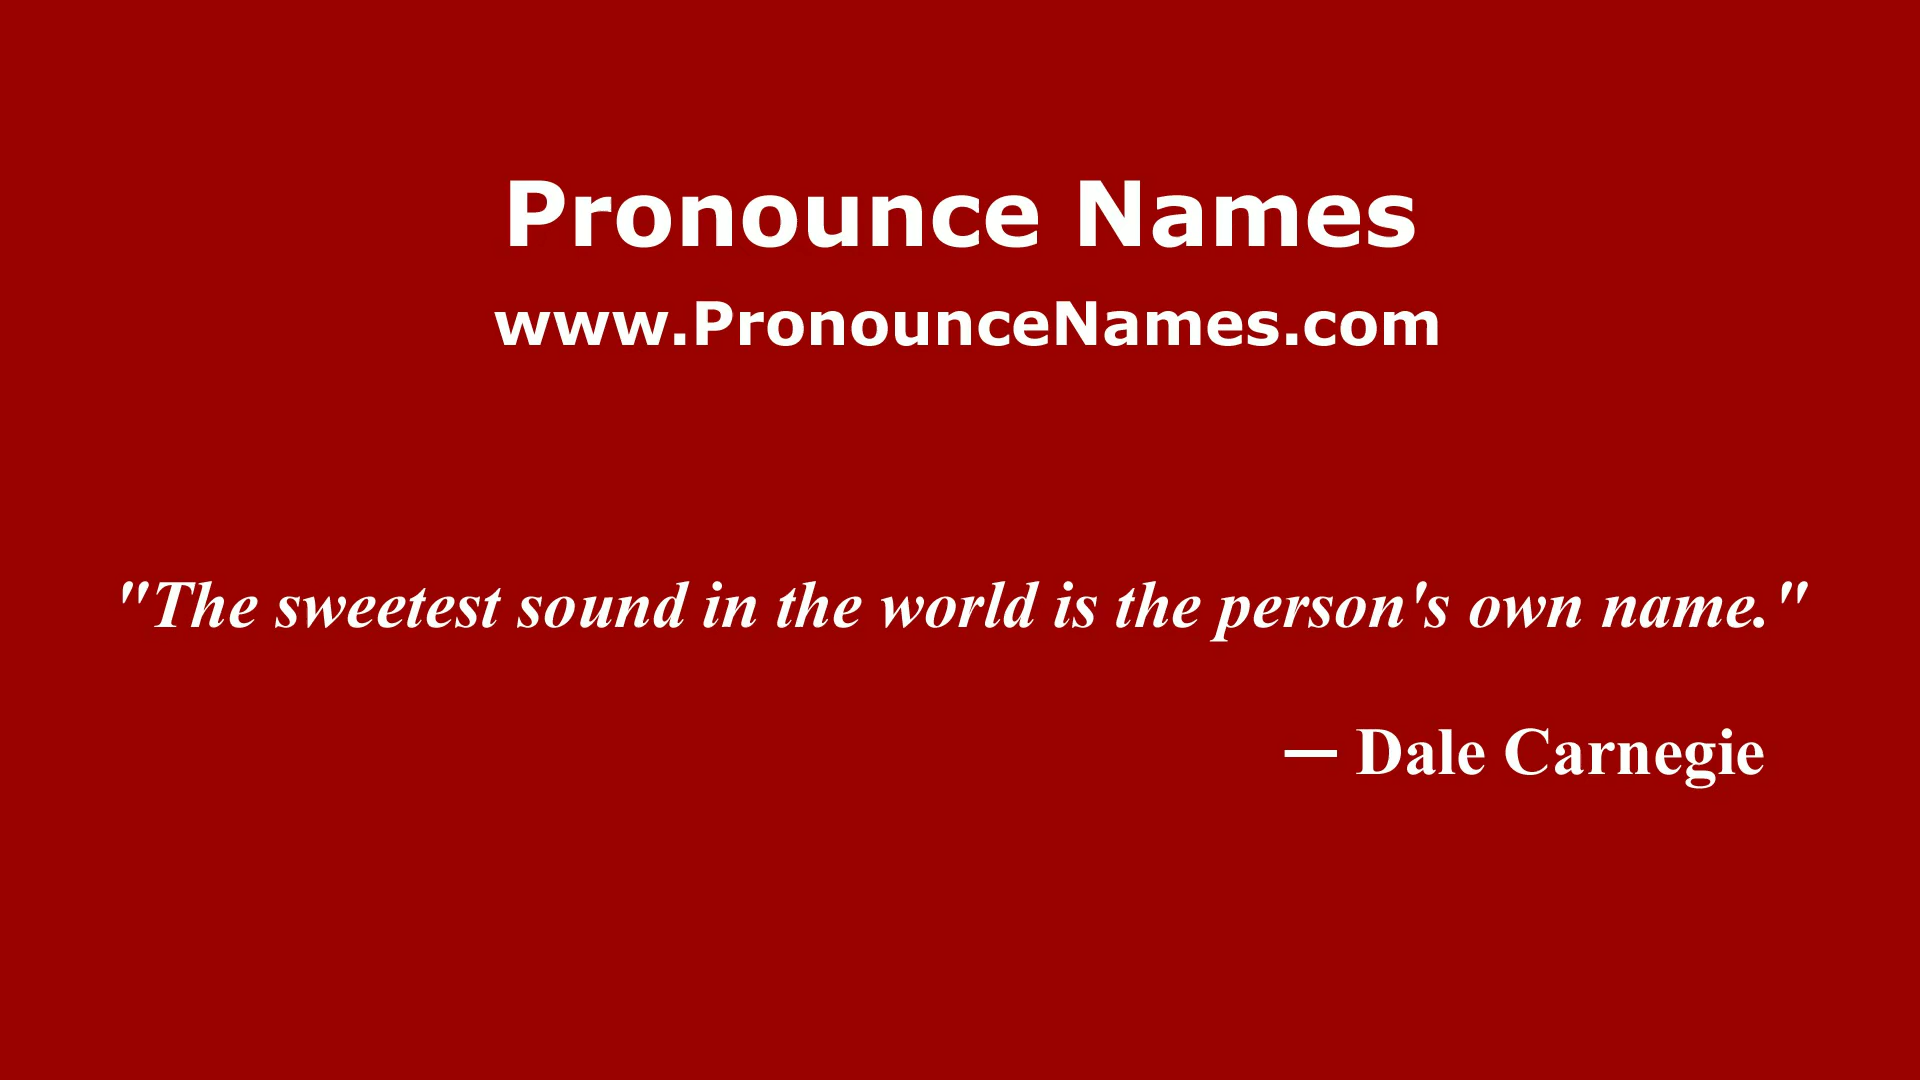 Pronounce Names
www.PronounceNames.com
"The sweetest sound in the world is the person's own name."
— Dale Carnegie